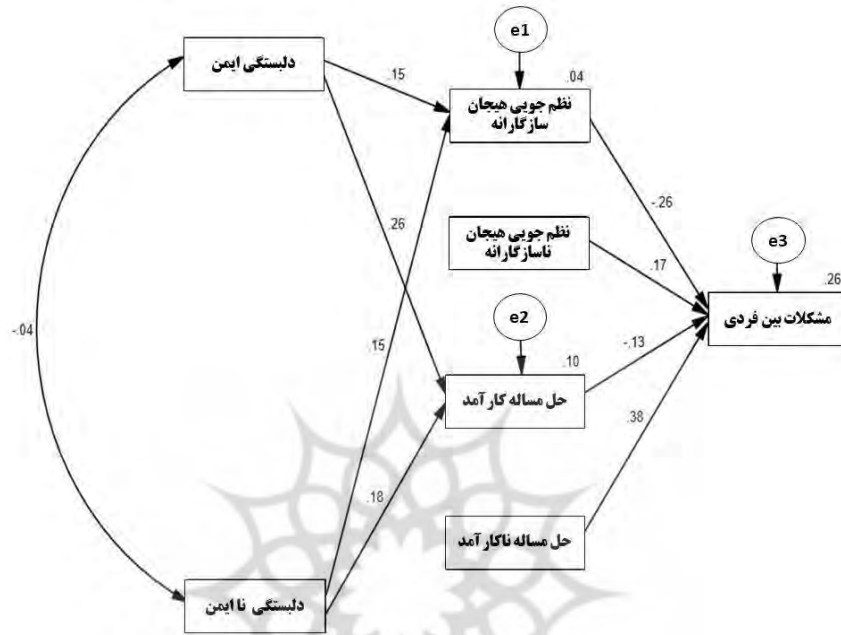 e1
.04
دلبستگی ایمن
.15
نظم جویی هیجان
سازگارانه
-.26
.26
نظم جویی هیجان
ناسازگارانه
.17
e3
.26
مشکلات بین فردی
e2
-.04
.15
.10
-.13
حل مساله کارآمد
.38
.18
حل مساله ناکارآمد
دلبستگی نا ایمن